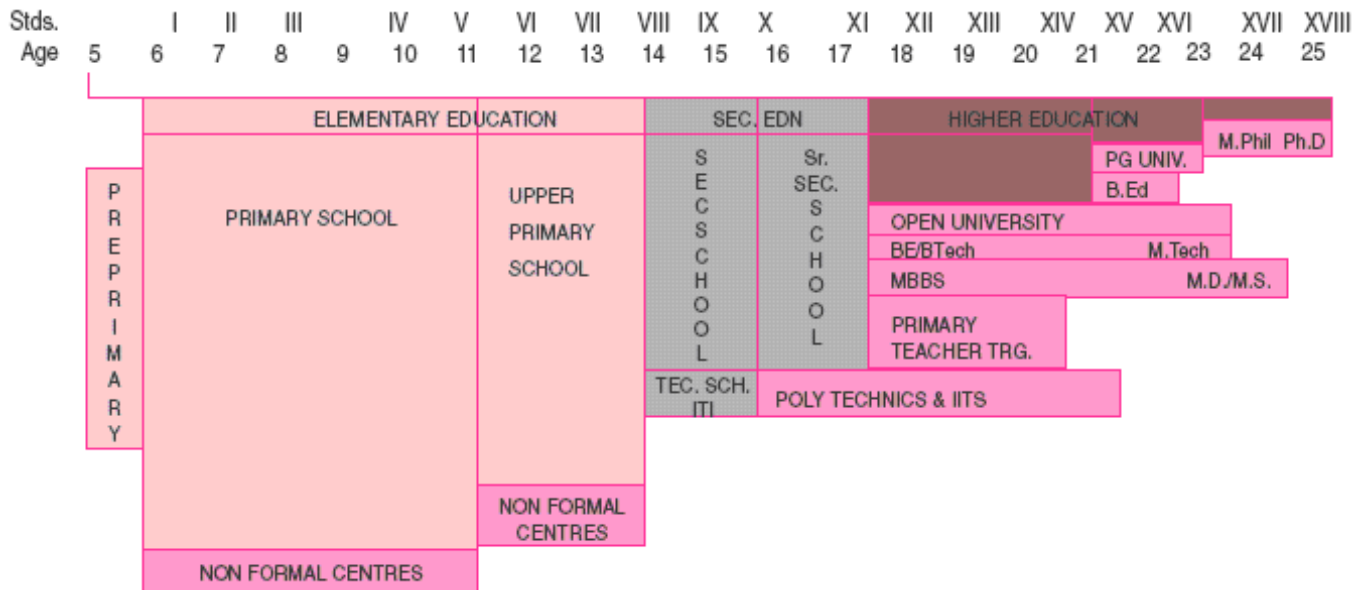 Stds. I II III IV V VI VII VIII IX X XI XII XIII XIV XV XVI XVII XVIII
Age 5 6 7 8 9 10 11 12 13 14 15 16 17 18 19 20 21 22 23 24 25
ELEMENTARY EDUCATION
SEC. EDN
HIGHER EDUCATION
M.Phil Ph.D
PG UNIV.
B.Ed
PREPRIMARY
PRIMARY SCHOOL
UPPER
PRIMARY
SCHOOL
SECSCHOOL
Sr.
SEC.
SCHOOL
OPEN UNIVERSITY
BE/BTech M.Tech
MBBS M.D./M.S.
PRIMARY
TEACHER TRG.
TEC. SCH.
ITI
POLY TECHNICS & IITS
NON FORMAL
CENTRES
NON FORMAL CENTRES